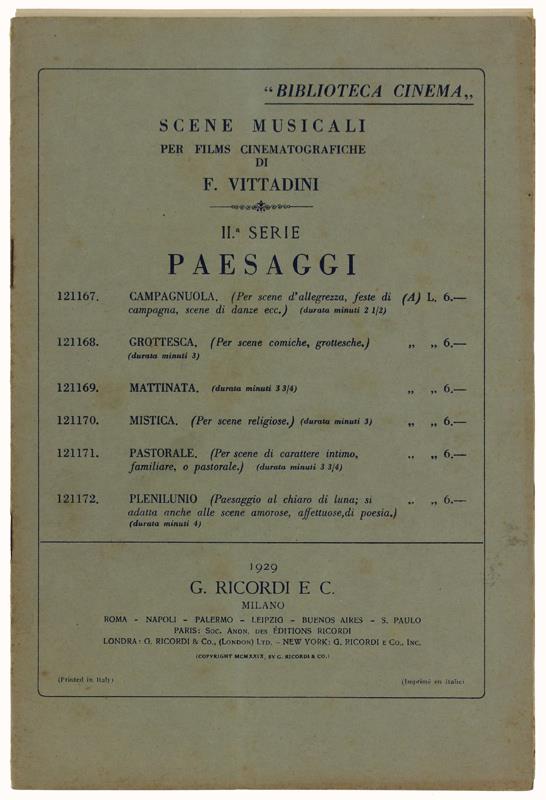 “BIBLIOTECA CINEMA„
SCENE MUSICALI
PER FILMS CINEMATOGRAFICHE
DI
F. VITTADINI
II.ª SERIE
PAESAGGI
121167. CAMPAGNUOLA. (Per scene d'allegrezza, feste di (A) L. 6.—
campagna, scene di danze ecc.) (durata minuti 2 1/2)
121168. GROTTESCA. (Per scene comiche, grottesche.) „ „ 6.—
(durata minuti 3)
121169. MATTINATA. (durata minuti 3 3/4) „ „ 6.—
121170. MISTICA. (Per scene religiose.) (durata minuti 3) „ „ 6.—
121171. PASTORALE. (Per scene di carattere intimo, „ „ 6.—
familiare, o pastorale.) (durata minuti 3 3/4)
121172. PLENILUNIO (Paesaggio al chiaro di luna; si „ „ 6.—
adatta anche alle scene amorose, affettuose,di poesia.)
(durata minuti 4)
1929
G. RICORDI E C.
MILANO
ROMA - NAPOLI - PALERMO - LEIPZIG - BUENOS AIRES - S. PAULO
PARIS: SOC. ANON. DES ÉDITIONS RICORDI
LONDRA: G. RICORDI & CO., (LONDON) LTD. - NEW YORK: G. RICORDI E CO., INC.
(COPYRIGHT MCMXXIX, BY G. RICORDI & CO.)
(Printed in Italy) (Imprimé en Italie)